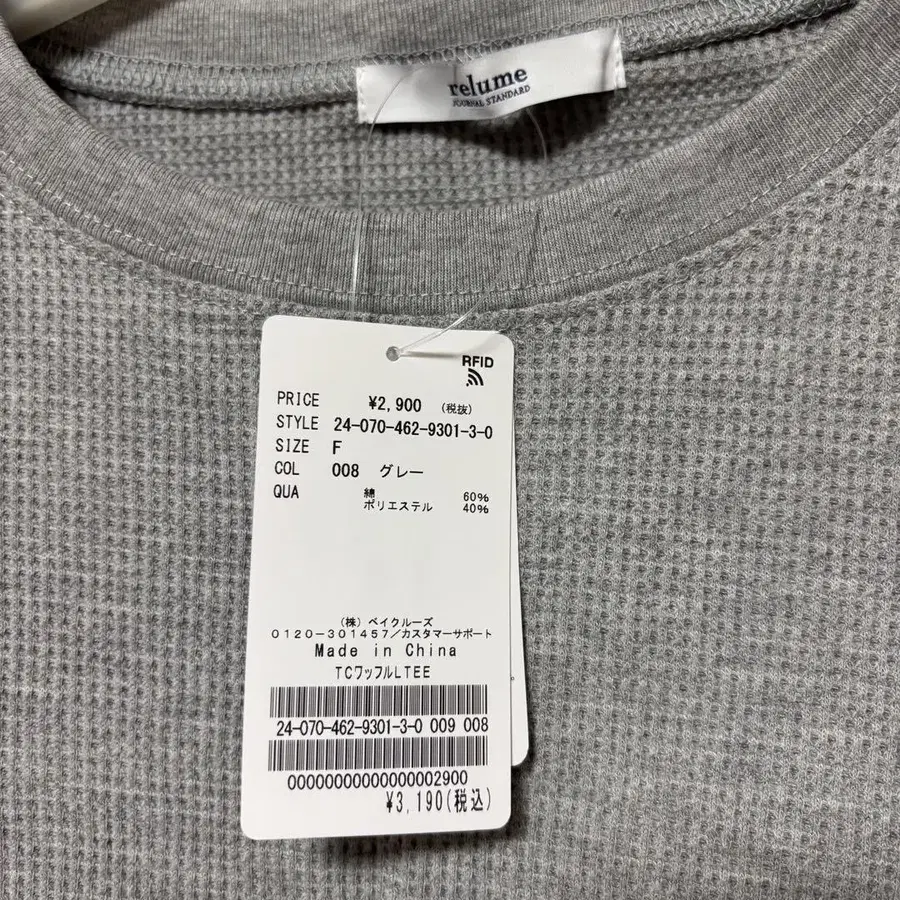 relume
JOURNAL STANDARD
RFID
PRICE ¥2,900 (税抜)
STYLE 24-070-462-9301-3-0
SIZE F
COL 008 グレー
QUA 綿 60%
ポリエステル 40%
(株) ベイクルーズ
0120-301457/カスタマーサポート
Made in China
TCワッフルLTEE
24-070-462-9301-3-0 009 008
00000000000000002900
¥3,190(税込)